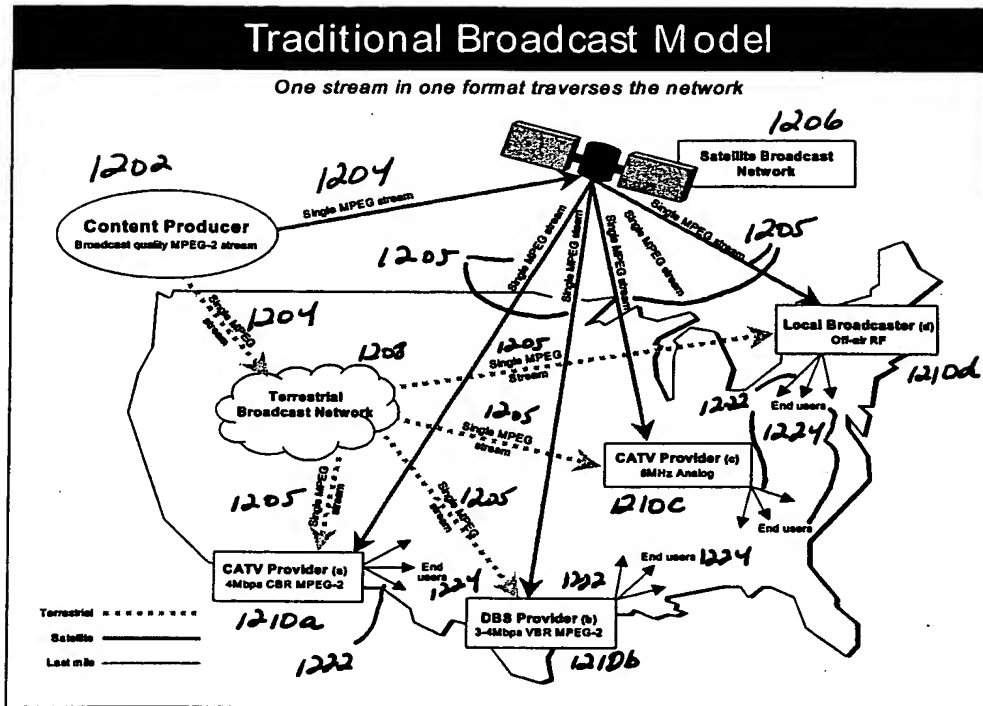 Traditional Broadcast Model
One stream in one format traverses the network
1206
Satellite Broadcast
Network
1202
1204
Single MPEG stream
Content Producer
Broadcast quality MPEG-2 stream
Single MPEG stream
Single MPEG stream
Single MPEG stream
Single MPEG stream
Single MPEG stream
1205
1205
Single MPEG
stream
1204
Local Broadcaster (d)
Off-air RF
1210d
1208
Terrestrial
Broadcast Network
1205
Single MPEG
Stream
1205
Single MPEG
stream
1222
End users
1224
CATV Provider (c)
6MHz Analog
1210c
End users
1205
Single MPEG
stream
1205
Single MPEG
stream
CATV Provider (a)
4Mbps CBR MPEG-2
1210a
End
users
1224
1222
End users 1224
1222
DBS Provider (b)
3-4Mbps VBR MPEG-2
1210b
Terrestrial
Satellite
Last mile